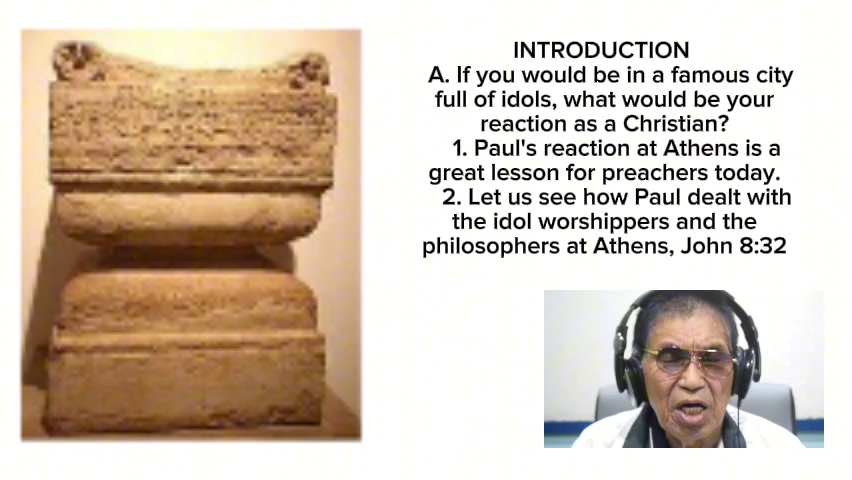 INTRODUCTION
A. If you would be in a famous city
full of idols, what would be your
reaction as a Christian?
1. Paul's reaction at Athens is a
great lesson for preachers today.
2. Let us see how Paul dealt with
the idol worshippers and the
philosophers at Athens, John 8:32